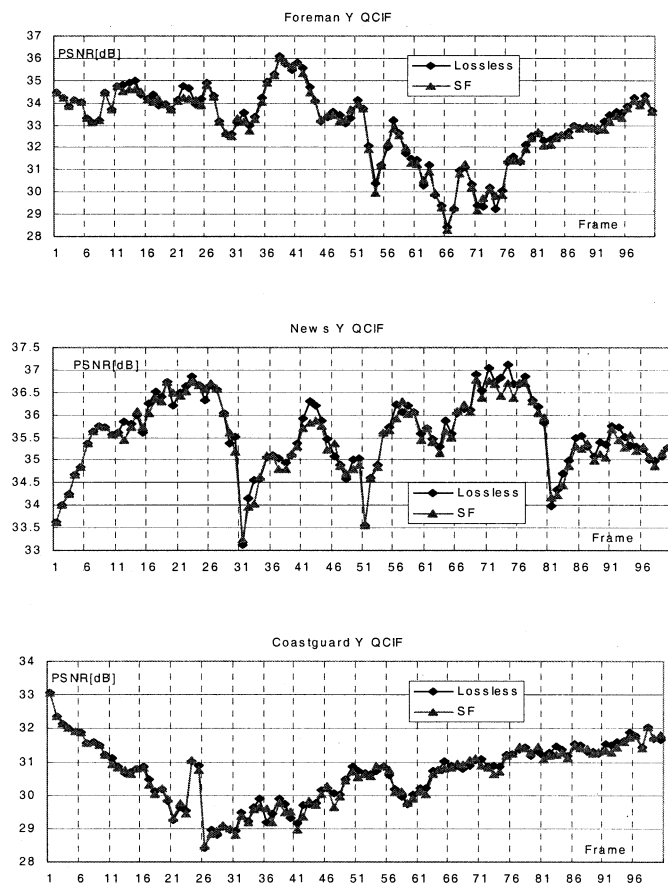 Foreman Y QCIF
37
PSNR[dB]
36
35
34
33
32
31
30
29
28
Lossless
SF
Frame
1 6 11 16 21 26 31 36 41 46 51 56 61 66 71 76 81 86 91 96
News Y QCIF
37.5
PSNR[dB]
37
36.5
36
35.5
35
34.5
34
33.5
33
Lossless
SF
Frame
1 6 11 16 21 26 31 36 41 46 51 56 61 66 71 76 81 86 91 96
Coastguard Y QCIF
34
PSNR[dB]
33
32
31
30
29
28
Lossless
SF
Frame
1 6 11 16 21 26 31 36 41 46 51 56 61 66 71 76 81 86 91 96